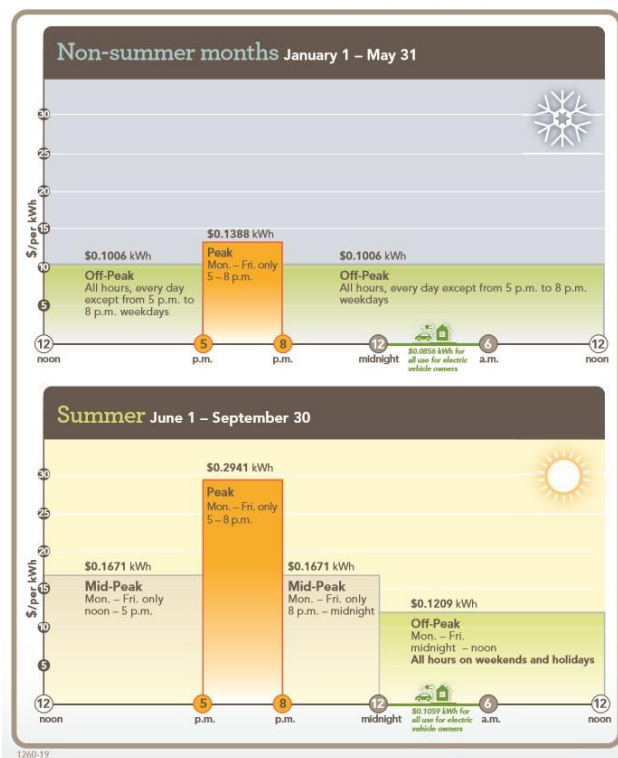 Non-summer months January 1 – May 31
$/per kWh
30
25
20
15
10
5
$0.1006 kWh
Off-Peak
All hours, every day
except from 5 p.m. to
8 p.m. weekdays
$0.1388 kWh
Peak
Mon. – Fri. only
5 – 8 p.m.
$0.1006 kWh
Off-Peak
All hours, every day except from 5 p.m. to 8 p.m.
weekdays
12
noon
5
p.m.
8
p.m.
12
midnight
$0.0856 kWh for
all use for electric
vehicle owners
6
a.m.
12
noon
Summer June 1 – September 30
$/per kWh
30
25
20
15
10
5
$0.1671 kWh
Mid-Peak
Mon. – Fri. only
noon – 5 p.m.
$0.2941 kWh
Peak
Mon. – Fri. only
5 – 8 p.m.
$0.1671 kWh
Mid-Peak
Mon. – Fri. only
8 p.m. – midnight
$0.1209 kWh
Off-Peak
Mon. – Fri.
midnight – noon
All hours on weekends and holidays
12
noon
5
p.m.
8
p.m.
12
midnight
$0.1059 kWh for
all use for electric
vehicle owners
6
a.m.
12
noon
1260-19